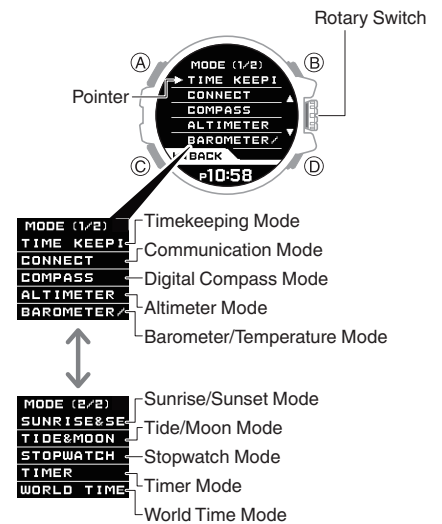 Rotary Switch
A
B
MODE (1/2)
TIME KEEPI
Pointer
CONNECT
COMPASS
ALTIMETER
BAROMETER/
BACK
C
D
P10:58
MODE (1/2)
TIME KEEPI
Timekeeping Mode
CONNECT
Communication Mode
COMPASS
Digital Compass Mode
ALTIMETER
Altimeter Mode
BAROMETER/
Barometer/Temperature Mode
MODE (2/2)
SUNRISE&SE
Sunrise/Sunset Mode
TIDE&MOON
Tide/Moon Mode
STOPWATCH
Stopwatch Mode
TIMER
Timer Mode
WORLD TIME
World Time Mode